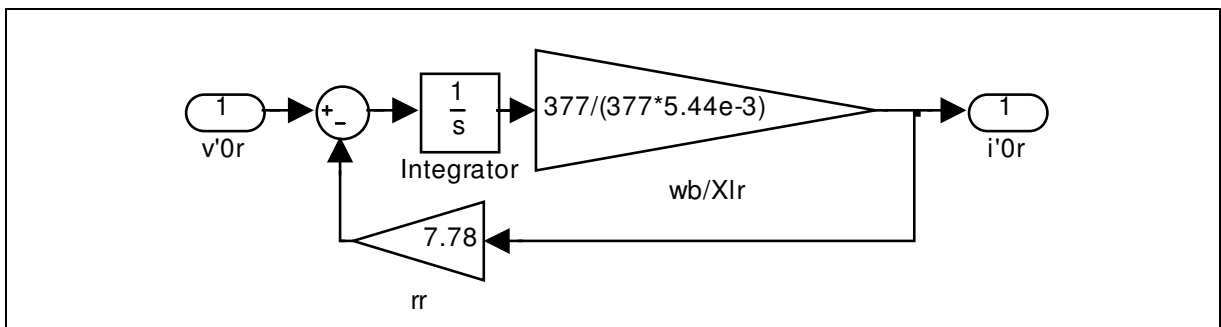 1
v'0r
+
-
1
s
Integrator
377/(377*5.44e-3)
wb/Xlr
1
i'0r
7.78
rr